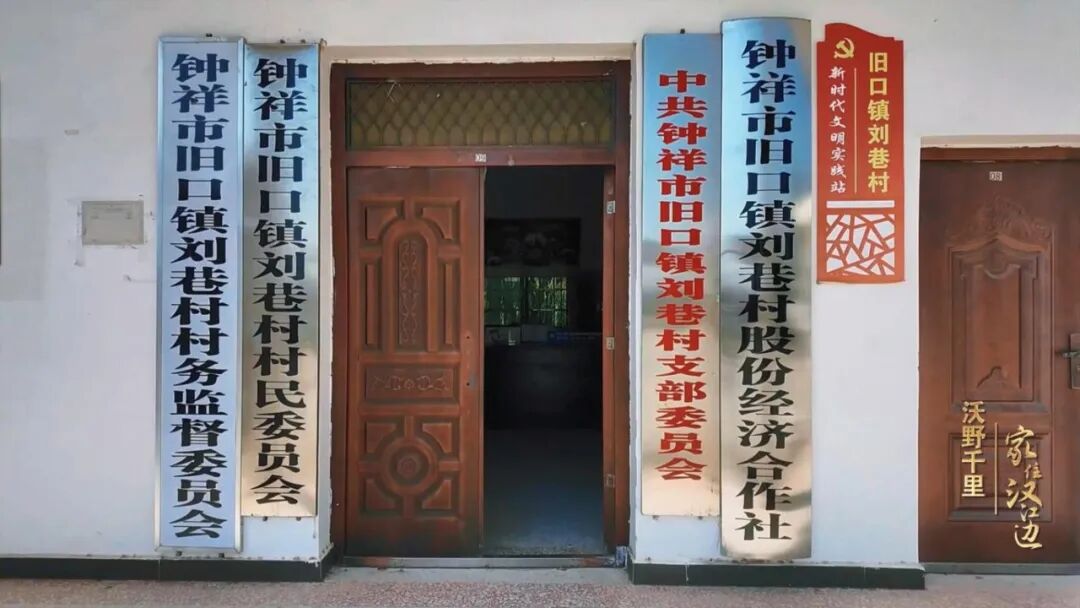 钟祥市旧口镇刘巷村村务监督委员会
钟祥市旧口镇刘巷村村民委员会
09
中共钟祥市旧口镇刘巷村支部委员会
钟祥市旧口镇刘巷村股份经济合作社
旧口镇刘巷村
新时代文明实践站
08
沃野千里
家住汉江边